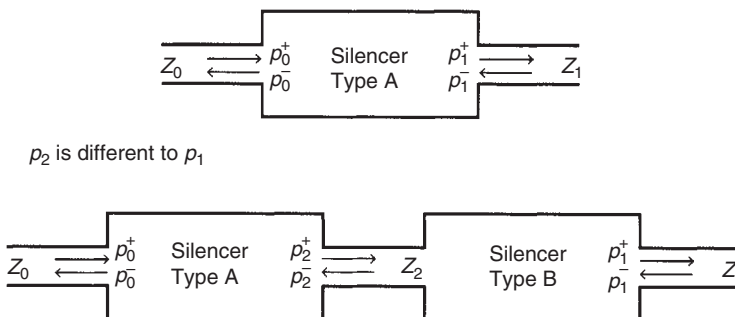 Z₀ p₀⁺ Silencer p₁⁺ Z₁
p₀⁻ Type A p₁⁻
p₂ is different to p₁
Z₀ p₀⁺ Silencer p₂⁺ Z₂ Silencer p₁⁺ Z
p₀⁻ Type A p₂⁻ Type B p₁⁻